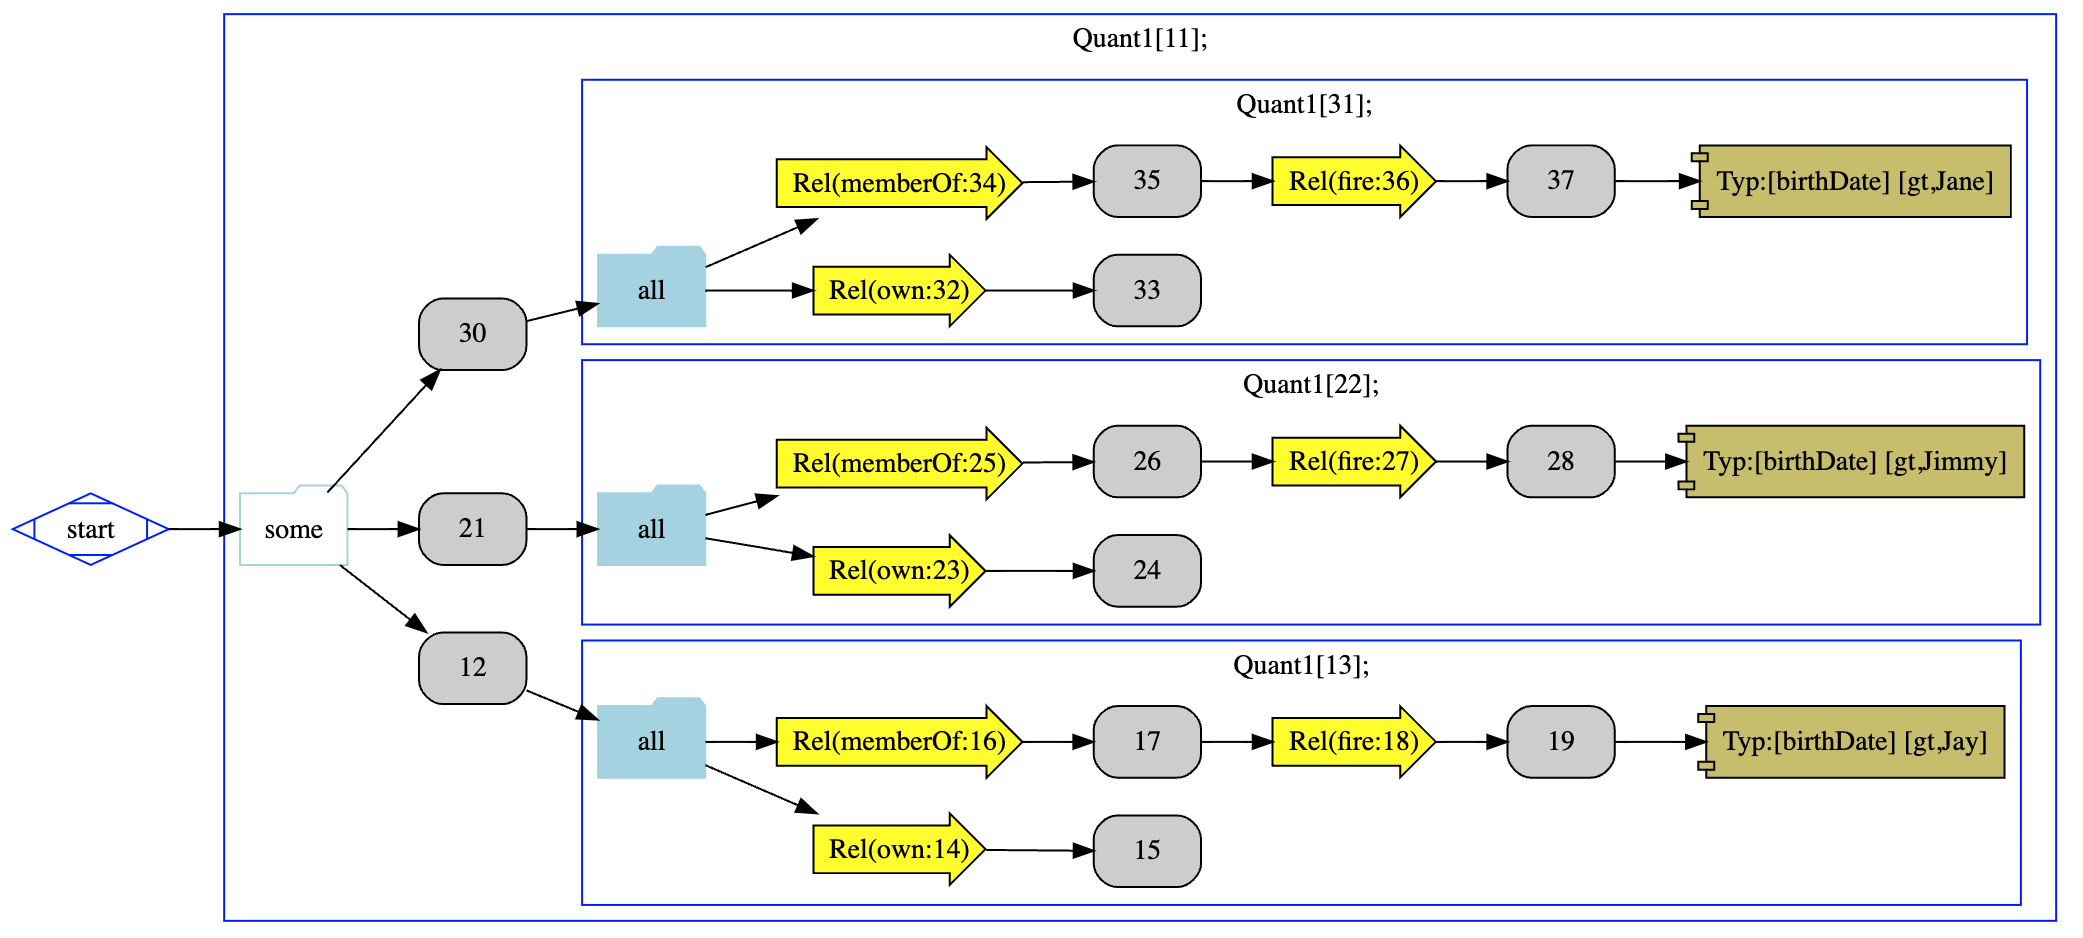 Quant1[11];
Quant1[31];
Rel(memberOf:34)
35
Rel(fire:36)
37
Typ:[birthDate] [gt,Jane]
all
Rel(own:32)
33
30
Quant1[22];
Rel(memberOf:25)
26
Rel(fire:27)
28
Typ:[birthDate] [gt,Jimmy]
start
some
21
all
Rel(own:23)
24
12
Quant1[13];
all
Rel(memberOf:16)
17
Rel(fire:18)
19
Typ:[birthDate] [gt,Jay]
Rel(own:14)
15